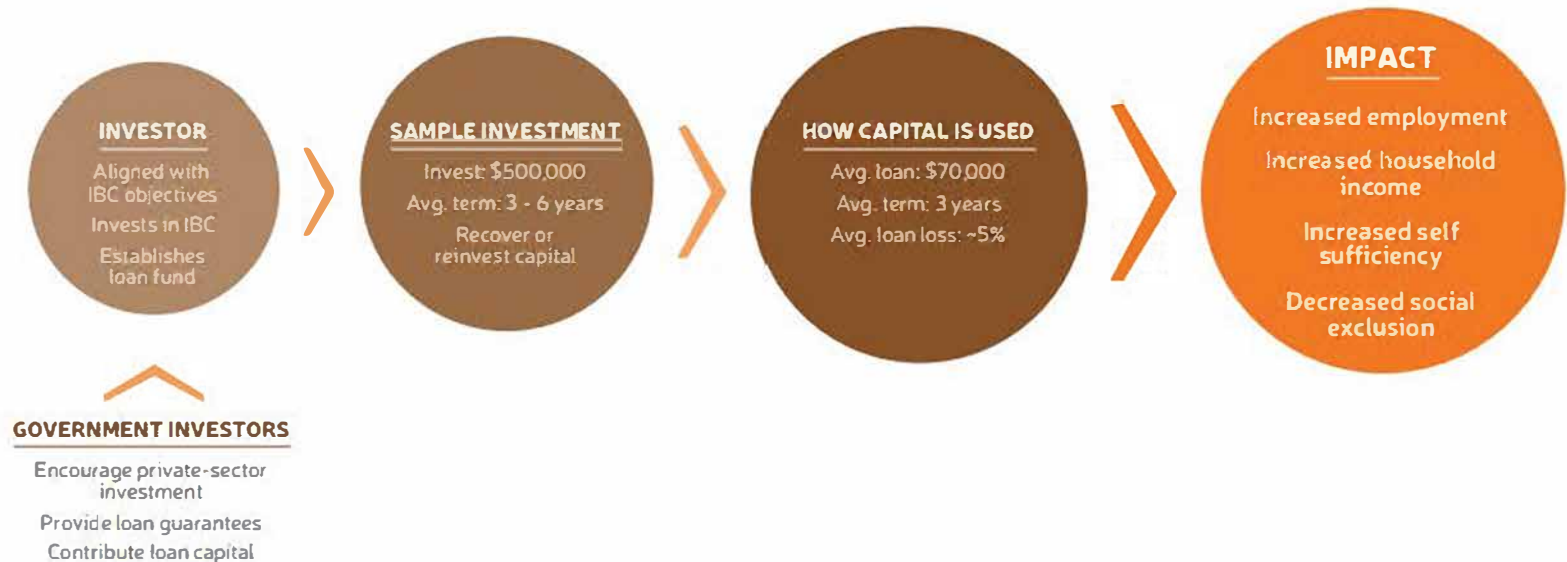 INVESTOR
Aligned with
IBC objectives
Invests in IBC
Establishes
loan fund
GOVERNMENT INVESTORS
Encourage private-sector
investment
Provide loan guarantees
Contribute loan capital
SAMPLE INVESTMENT
Invest: $500,000
Avg. term: 3 - 6 years
Recover or
reinvest capital
HOW CAPITAL IS USED
Avg. loan: $70,000
Avg. term: 3 years
Avg. loan loss: ~5%
IMPACT
Increased employment
Increased household
income
Increased self
sufficiency
Decreased social
exclusion